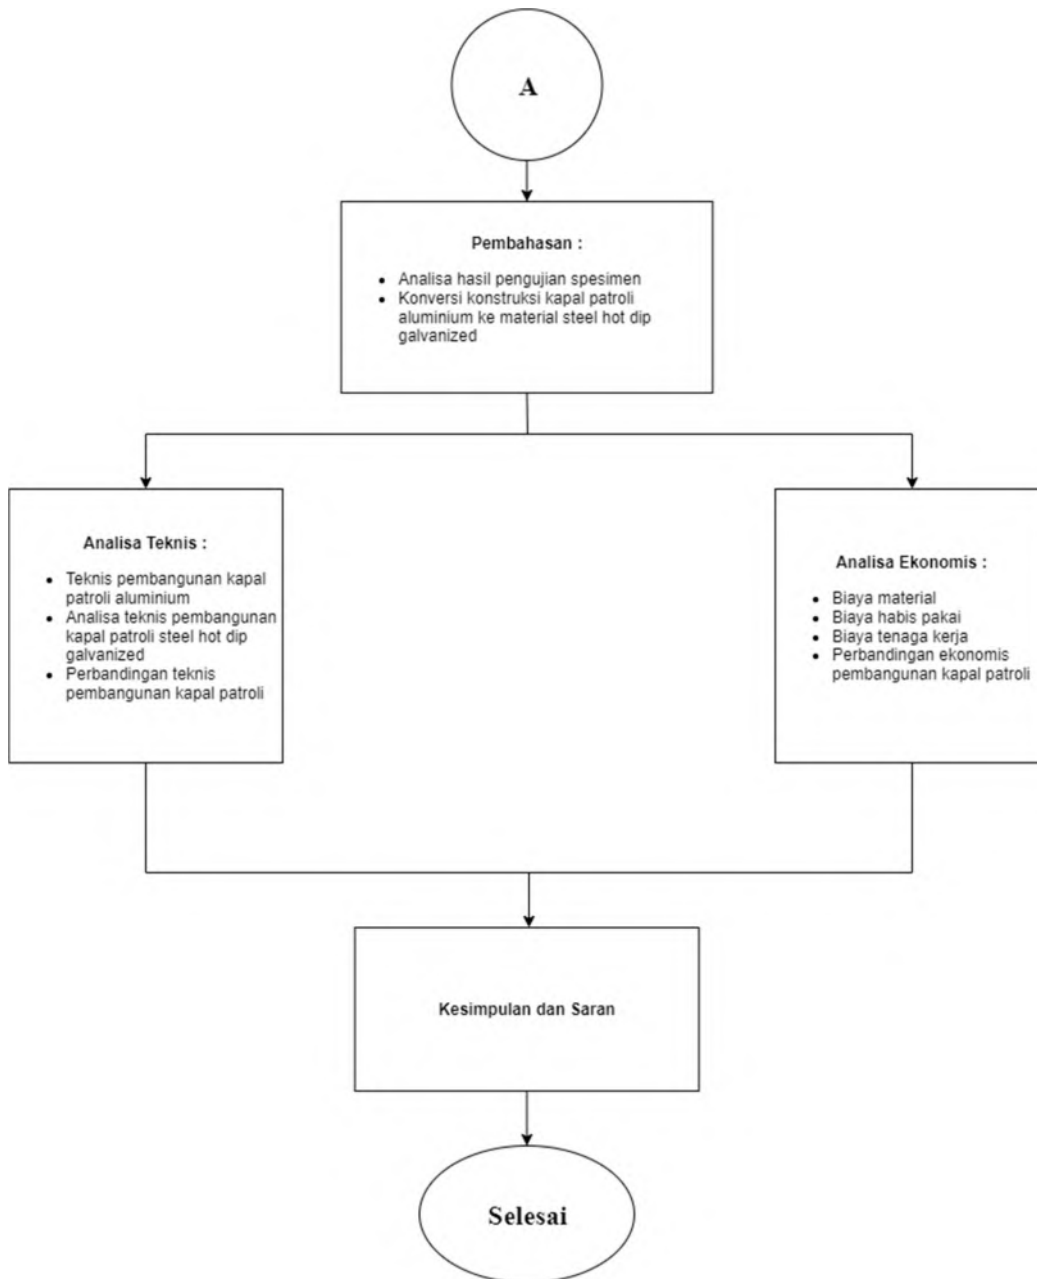 A
Pembahasan :
• Analisa hasil pengujian spesimen
• Konversi konstruksi kapal patroli
aluminium ke material steel hot dip
galvanized
Analisa Teknis :
• Teknis pembangunan kapal
patroli aluminium
• Analisa teknis pembangunan
kapal patroli steel hot dip
galvanized
• Perbandingan teknis
pembangunan kapal patroli
Analisa Ekonomis :
• Biaya material
• Biaya habis pakai
• Biaya tenaga kerja
• Perbandingan ekonomis
pembangunan kapal patroli
Kesimpulan dan Saran
Selesai